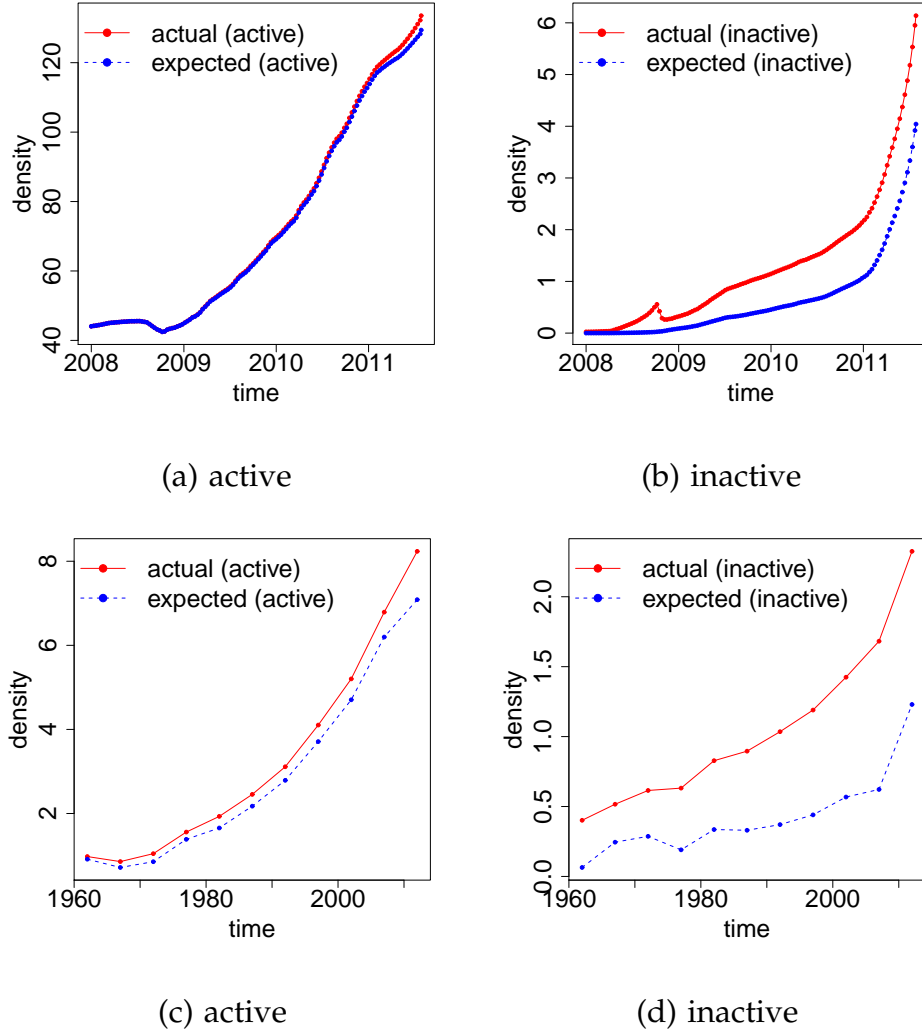 actual (active)
expected (active)
density
40 60 80 100 120
2008 2009 2010 2011
time
(a) active
actual (inactive)
expected (inactive)
density
0 1 2 3 4 5 6
2008 2009 2010 2011
time
(b) inactive
actual (active)
expected (active)
density
2 4 6 8
1960 1980 2000
time
(c) active
actual (inactive)
expected (inactive)
density
0.0 0.5 1.0 1.5 2.0
1960 1980 2000
time
(d) inactive